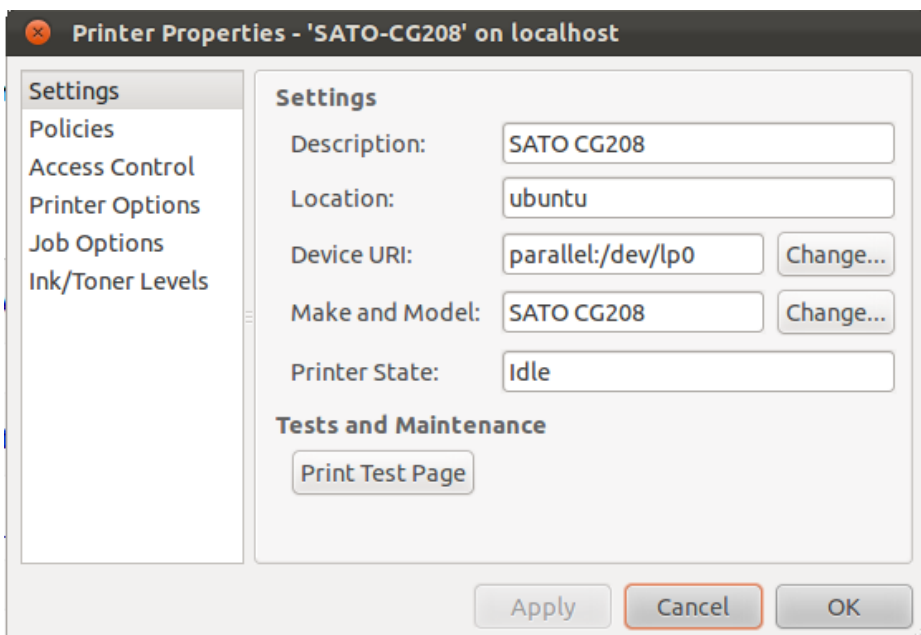 Printer Properties - 'SATO-CG208' on localhost
Settings
Policies
Access Control
Printer Options
Job Options
Ink/Toner Levels
Settings
Description: SATO CG208
Location: ubuntu
Device URI: parallel:/dev/lp0 Change...
Make and Model: SATO CG208 Change...
Printer State: Idle
Tests and Maintenance
Print Test Page
Apply Cancel OK